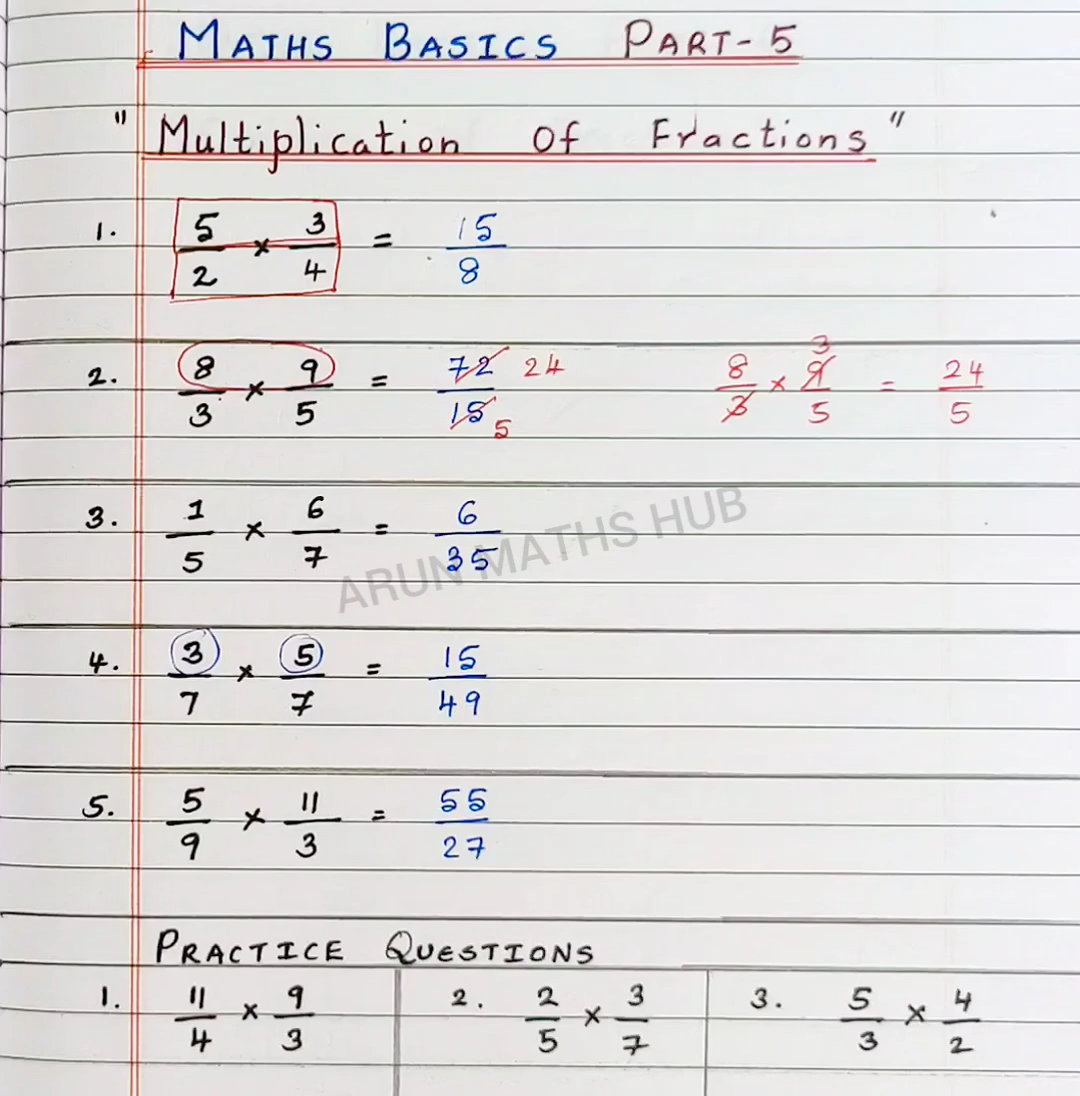 MATHS BASICS PART-5
"Multiplication Of Fractions"
1. 5/2 × 3/4 = 15/8
2. 8/3 × 9/5 = 72/15 24/5 8/3 × 9/5 3 = 24/5
3. 1/5 × 6/7 = 6/35
ARUN MATHS HUB
4. 3/7 × 5/7 = 15/49
5. 5/9 × 11/3 = 55/27
PRACTICE QUESTIONS
1. 11/4 × 9/3 2. 2/5 × 3/7 3. 5/3 × 4/2